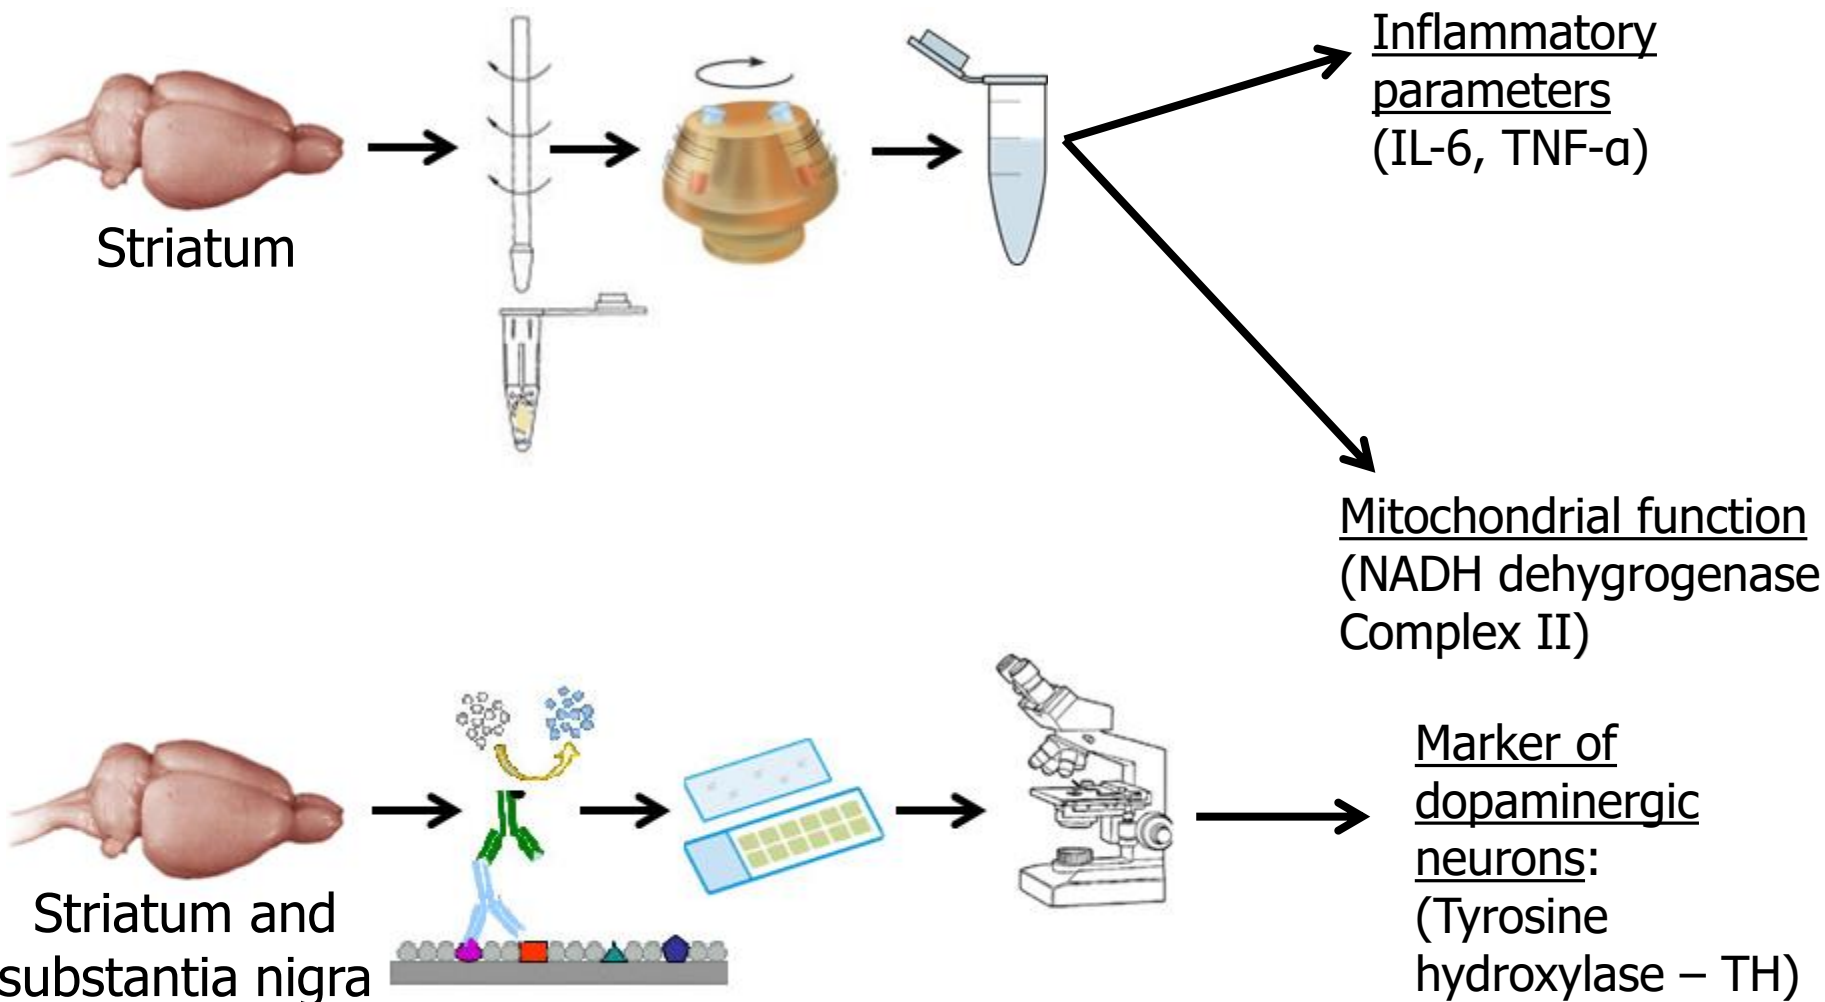 Inflammatory
parameters
(IL-6, TNF-α)
Striatum
Mitochondrial function
(NADH dehygrogenase
Complex II)
Marker of
dopaminergic
neurons:
(Tyrosine
hydroxylase – TH)
Striatum and
substantia nigra